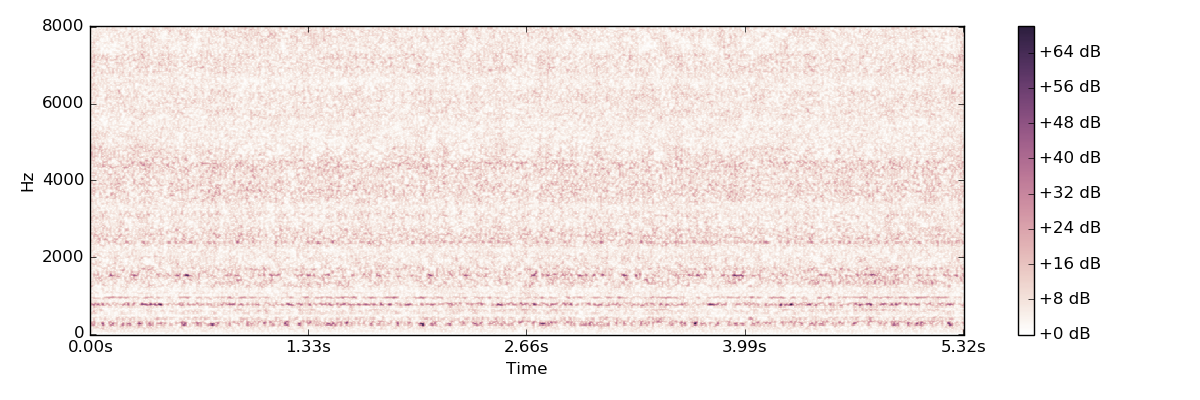 8000
6000
4000
2000
0
Hz
0.00s 1.33s 2.66s 3.99s 5.32s
Time
+64 dB
+56 dB
+48 dB
+40 dB
+32 dB
+24 dB
+16 dB
+8 dB
+0 dB